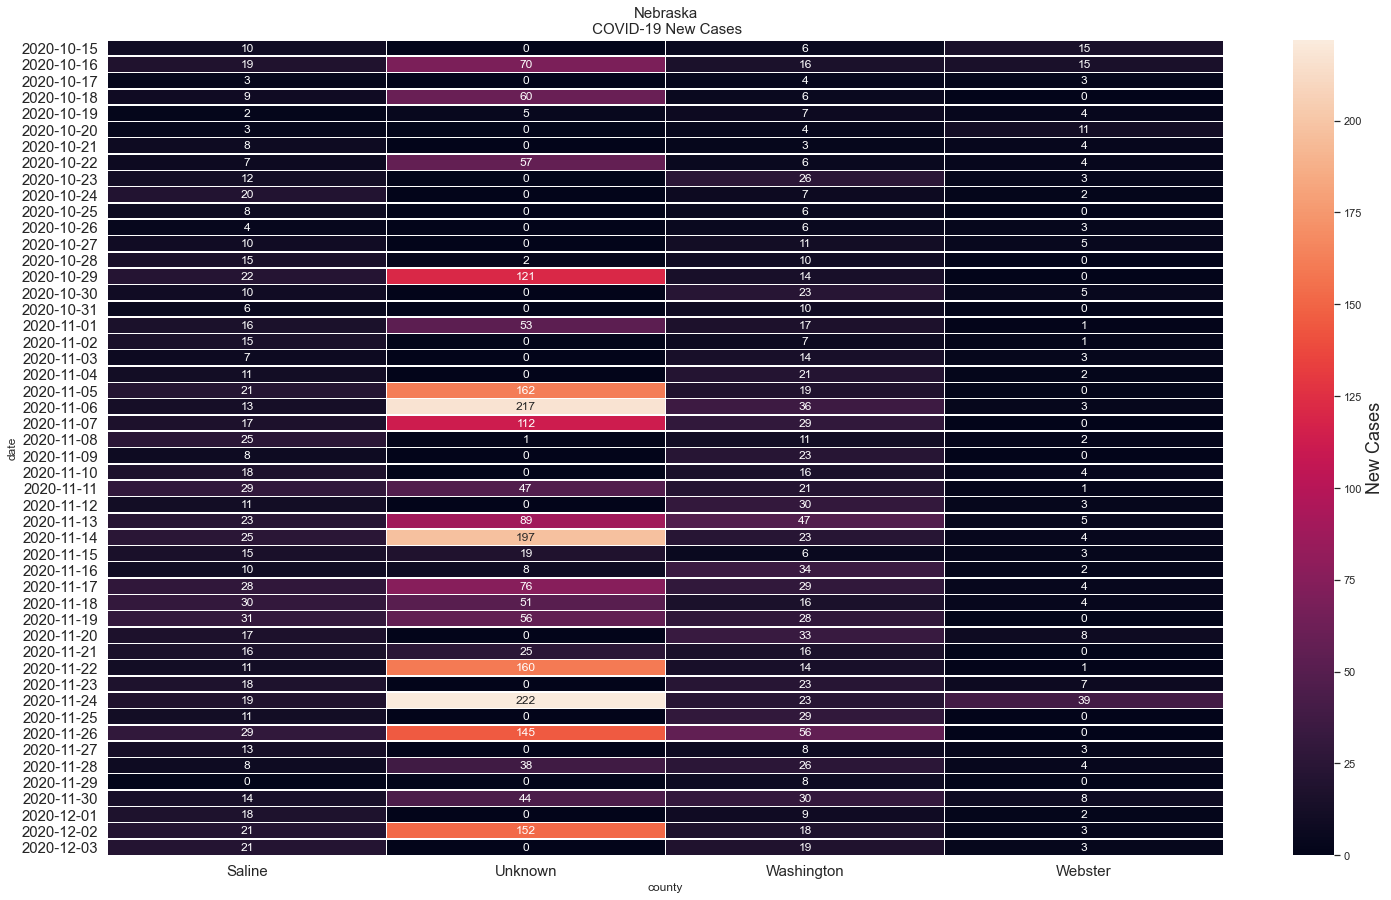 Nebraska
COVID-19 New Cases
2020-10-15 10 0 6 15
2020-10-16 19 70 16 15
2020-10-17 3 0 4 3
2020-10-18 9 60 6 0
2020-10-19 2 5 7 4
2020-10-20 3 0 4 11
2020-10-21 8 0 3 4
2020-10-22 7 57 6 4
2020-10-23 12 0 26 3
2020-10-24 20 0 7 2
2020-10-25 8 0 6 0
2020-10-26 4 0 6 3
2020-10-27 10 0 11 5
2020-10-28 15 2 10 0
2020-10-29 22 121 14 0
2020-10-30 10 0 23 5
2020-10-31 6 0 10 0
2020-11-01 16 53 17 1
2020-11-02 15 0 7 1
2020-11-03 7 0 14 3
2020-11-04 11 0 21 2
2020-11-05 21 162 19 0
2020-11-06 13 217 36 3
2020-11-07 17 112 29 0
2020-11-08 25 1 11 2
2020-11-09 8 0 23 0
2020-11-10 18 0 16 4
2020-11-11 29 47 21 1
2020-11-12 11 0 30 3
2020-11-13 23 89 47 5
2020-11-14 25 197 23 4
2020-11-15 15 19 6 3
2020-11-16 10 8 34 2
2020-11-17 28 76 29 4
2020-11-18 30 51 16 4
2020-11-19 31 56 28 0
2020-11-20 17 0 33 8
2020-11-21 16 25 16 0
2020-11-22 11 160 14 1
2020-11-23 18 0 23 7
2020-11-24 19 222 23 39
2020-11-25 11 0 29 0
2020-11-26 29 145 56 0
2020-11-27 13 0 8 3
2020-11-28 8 38 26 4
2020-11-29 0 0 8 0
2020-11-30 14 44 30 8
2020-12-01 18 0 9 2
2020-12-02 21 152 18 3
2020-12-03 21 0 19 3
date
Saline Unknown Washington Webster
county
200
175
150
125
100
75
50
25
0
New Cases